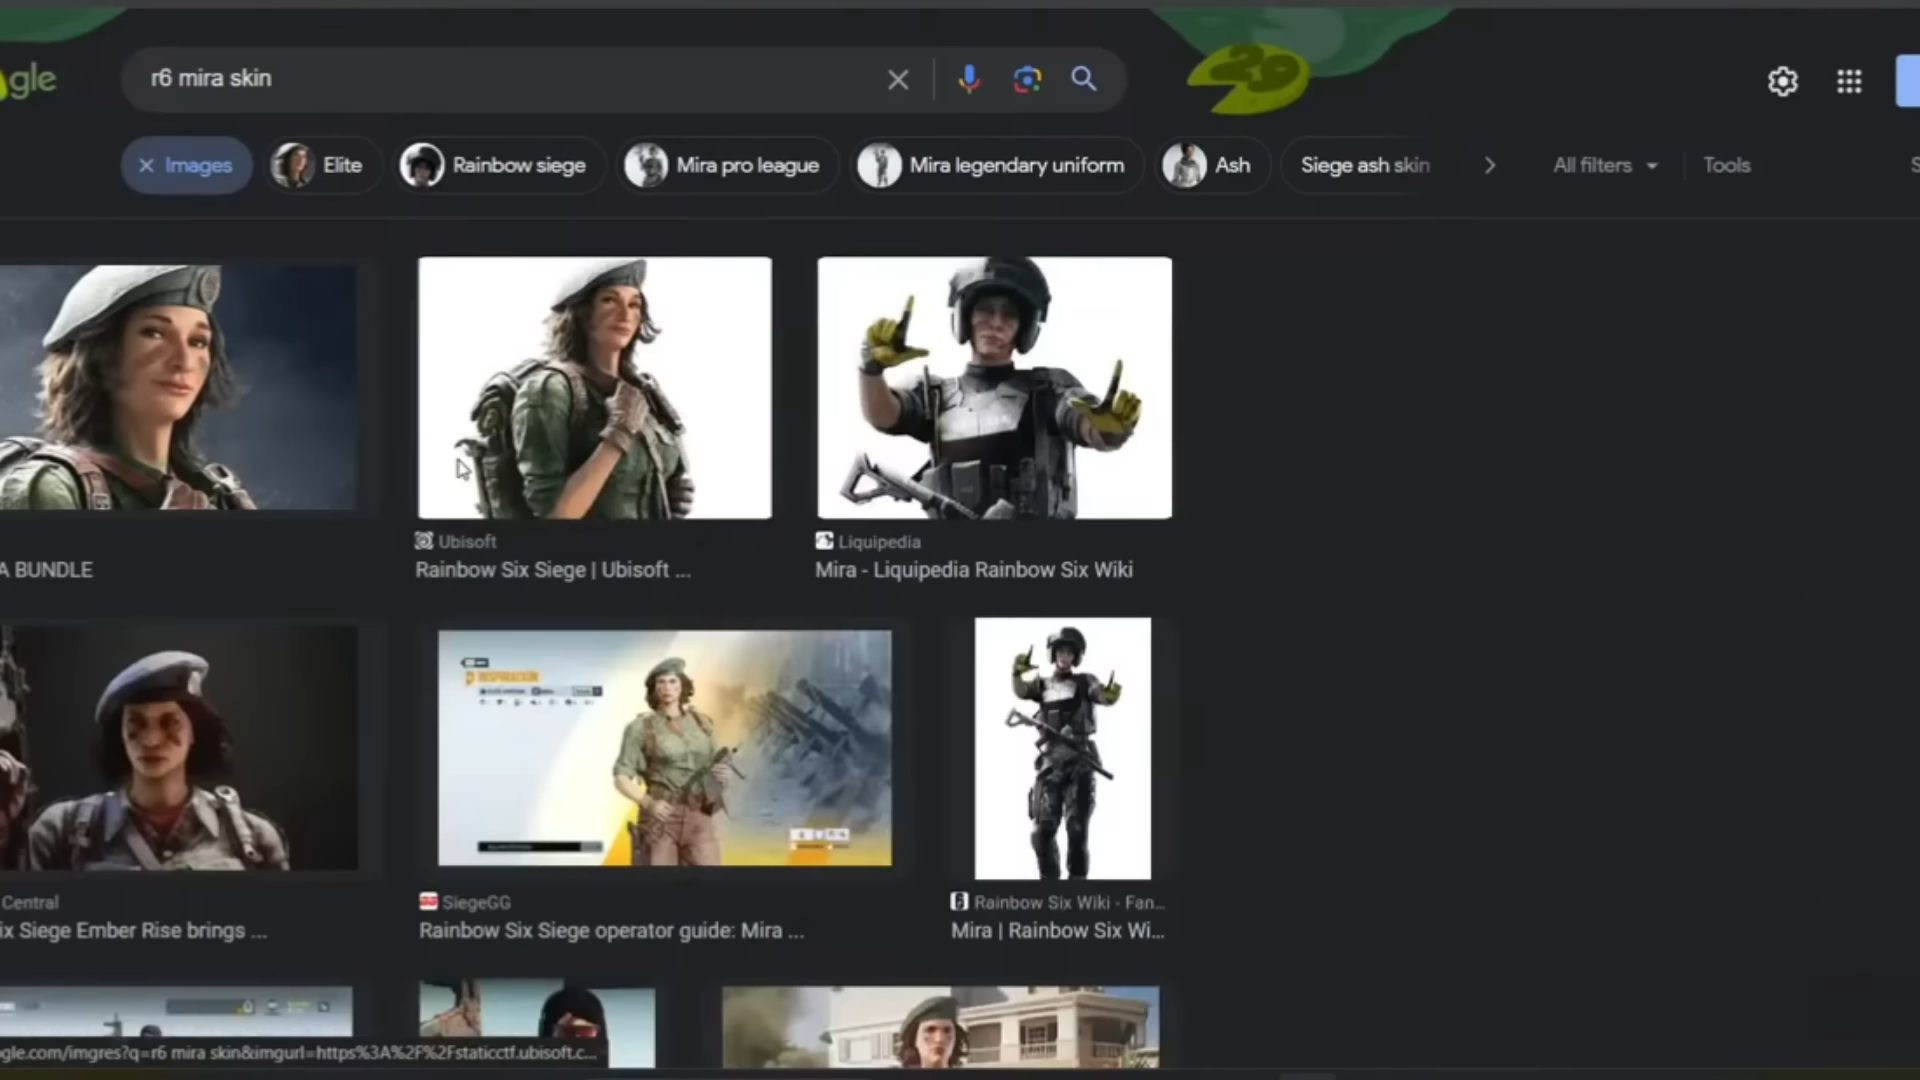 gle
r6 mira skin
29
Images
Elite
Rainbow siege
Mira pro league
Mira legendary uniform
Ash
Siege ash skin
All filters
Tools
S
Ubisoft
Liquipedia
A BUNDLE
Rainbow Six Siege | Ubisoft ...
Mira - Liquipedia Rainbow Six Wiki
INSPIRACIÓN
Central
SiegeGG
Rainbow Six Wiki - Fan...
ix Siege Ember Rise brings ...
Rainbow Six Siege operator guide: Mira ...
Mira | Rainbow Six Wi...
gle.com/imgres?q=r6 mira skin&imgurl=https%3A%2F%2Fstaticctf.ubisoft.c...